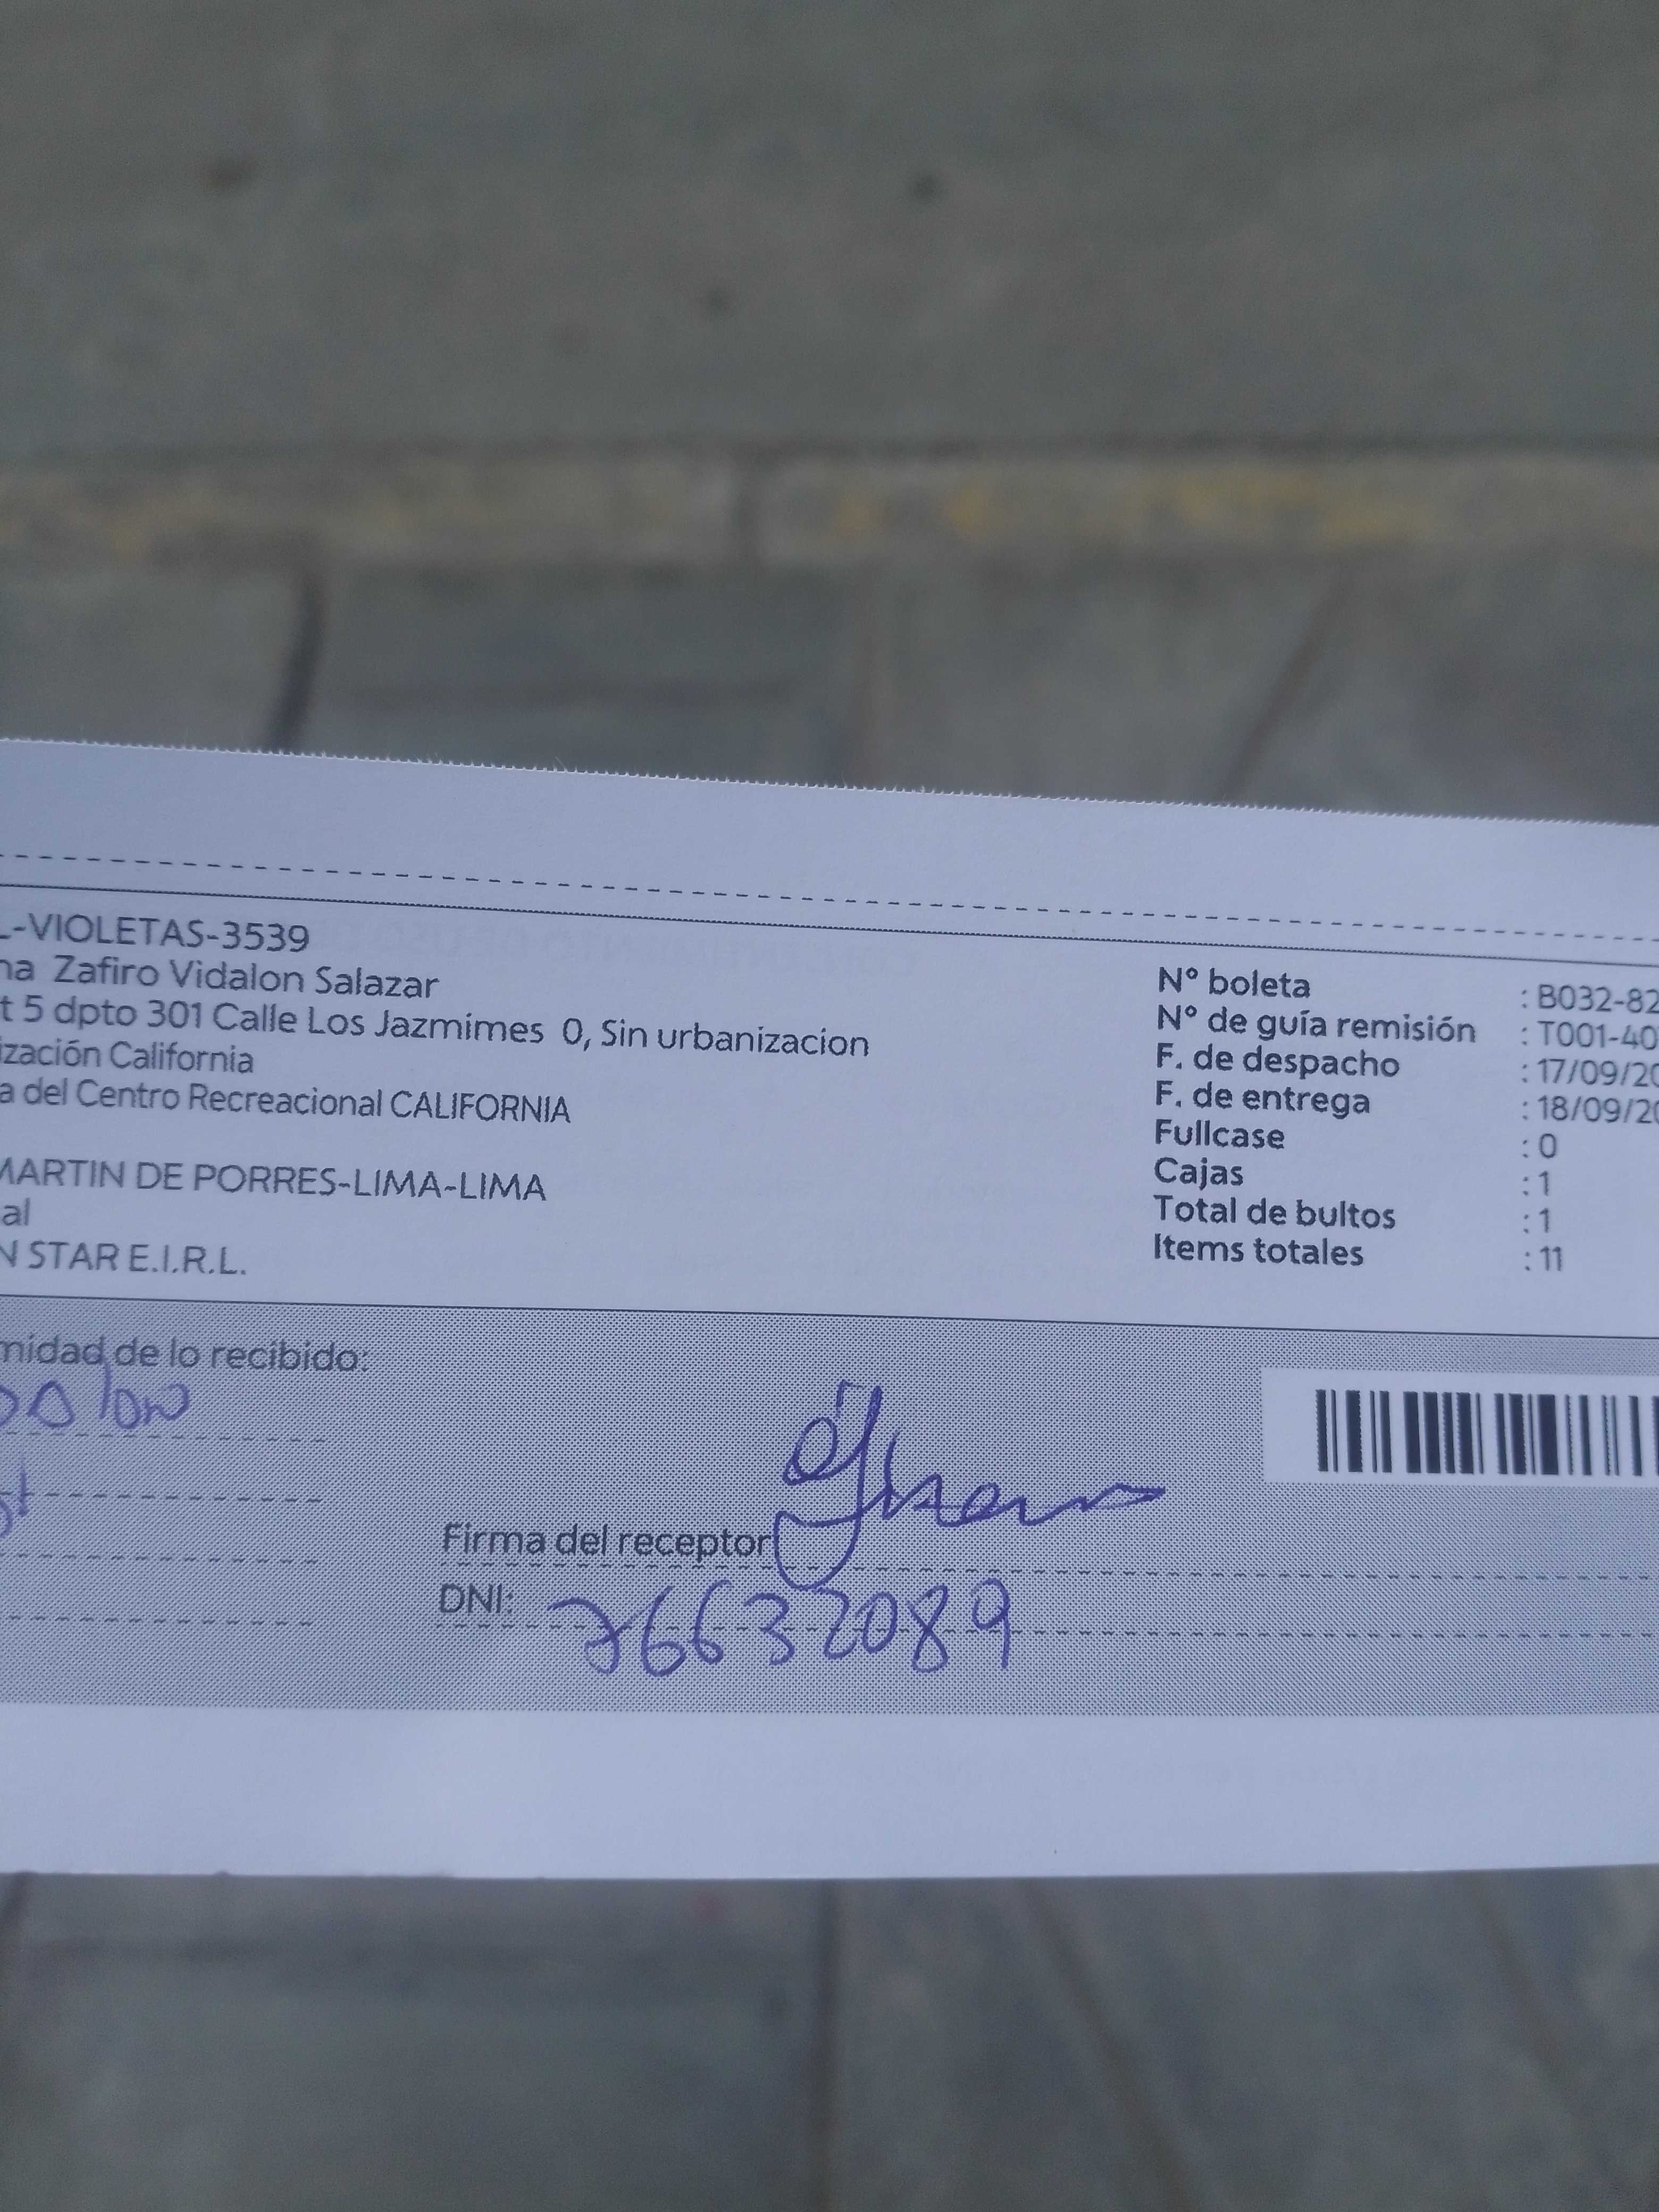 L-VIOLETAS-3539
na Zafiro Vidalon Salazar
t 5 dpto 301 Calle Los Jazmimes 0, Sin urbanizacion
ización California
a del Centro Recreacional CALIFORNIA
MARTIN DE PORRES-LIMA-LIMA
al
N STAR E.I.R.L.
N° boleta : B032-82
N° de guía remisión : T001-40
F. de despacho : 17/09/20
F. de entrega : 18/09/20
Fullcase : 0
Cajas : 1
Total de bultos : 1
Items totales : 11
midad de lo recibido:
Firma del receptor
DNI: 76632089